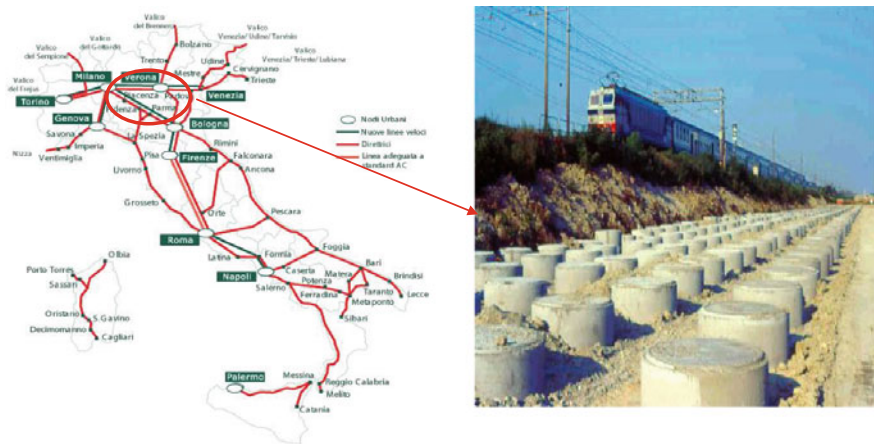 Valico
del Brennero
Valico
Venezia/Udine/Tarvisio
Valico
del Gottardo
Valico
del Sempione
Valico
Venezia/Trieste/Lubiana
Valico
del Frejus
Bolzano
Trento
Udine
Cervignano
Mestre
Trieste
Milano
Verona
Venezia
Torino
Piacenza
Padova
Fidenza
Parma
Genova
Bologna
Savona
Imperia
La Spezia
Nizza
Ventimiglia
Pisa
Firenze
Rimini
Falconara
Ancona
Livorno
Grosseto
Orte
Pescara
Roma
Latina
Formia
Foggia
Napoli
Caserta
Bari
Salerno
Potenza
Matera
Brindisi
Ferradina
Taranto
Metaponto
Lecce
Sibari
Olbia
Porto Torres
Sassari
Oristano
S.Gavino
Decimomanno
Cagliari
Palermo
Messina
Reggio Calabria
Melito
Catania
Nodi Urbani
Nuove linee veloci
Direttrici
Linea adeguata a
standard AC